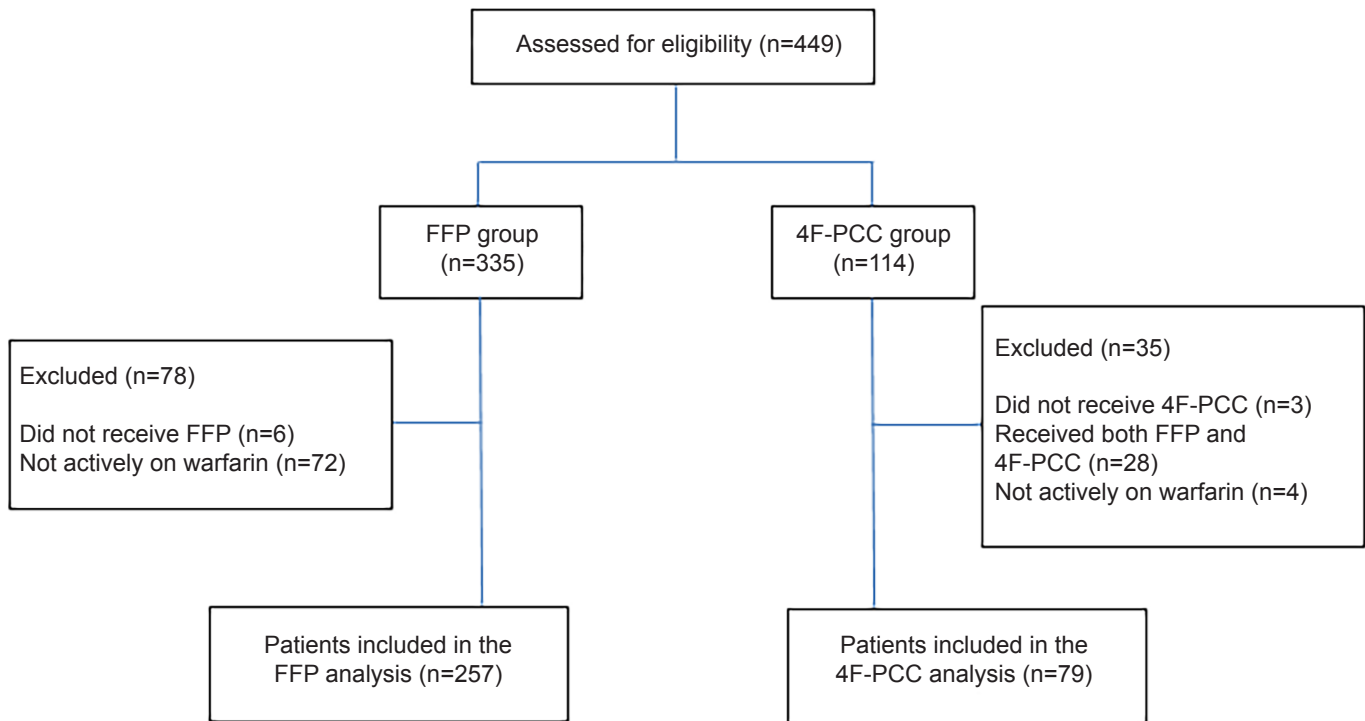 Assessed for eligibility (n=449)
FFP group
(n=335)
4F-PCC group
(n=114)
Excluded (n=78)
Did not receive FFP (n=6)
Not actively on warfarin (n=72)
Excluded (n=35)
Did not receive 4F-PCC (n=3)
Received both FFP and
4F-PCC (n=28)
Not actively on warfarin (n=4)
Patients included in the
FFP analysis (n=257)
Patients included in the
4F-PCC analysis (n=79)